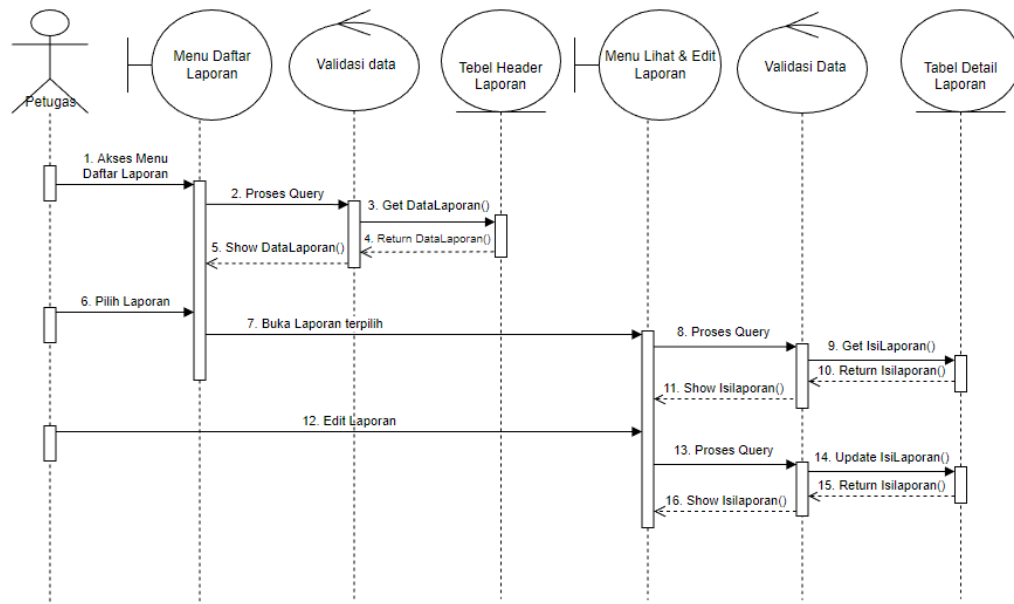 Petugas
Menu Daftar
Laporan
Validasi data
Tebel Header
Laporan
Menu Lihat & Edit
Laporan
Validasi Data
Tabel Detail
Laporan
1. Akses Menu
Daftar Laporan
2. Proses Query
3. Get DataLaporan()
4. Return DataLaporan()
5. Show DataLaporan()
6. Pilih Laporan
7. Buka Laporan terpilih
8. Proses Query
9. Get IsiLaporan()
10. Return Isilaporan()
11. Show Isilaporan()
12. Edit Laporan
13. Proses Query
14. Update IsiLaporan()
15. Return Isilaporan()
16. Show Isilaporan()